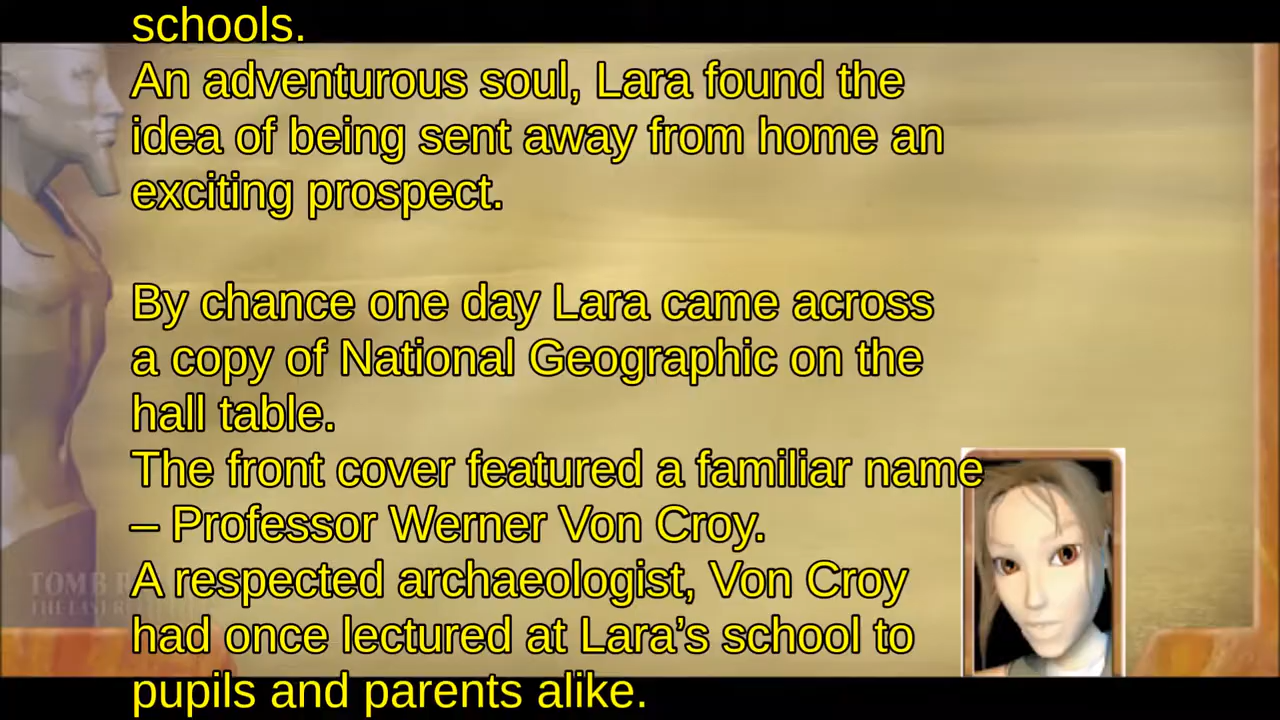 schools.
An adventurous soul, Lara found the
idea of being sent away from home an
exciting prospect.
By chance one day Lara came across
a copy of National Geographic on the
hall table.
The front cover featured a familiar name
– Professor Werner Von Croy.
A respected archaeologist, Von Croy
had once lectured at Lara’s school to
pupils and parents alike.
TOMB
THE LAST